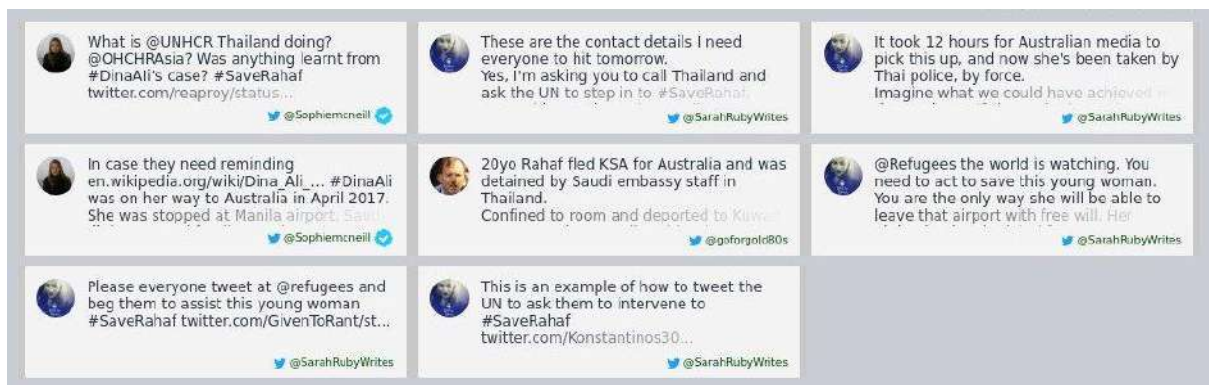 What is @UNHCR Thailand doing?
@OHCHRAsia? Was anything learnt from
#DinaAli's case? #SaveRahaf
twitter.com/reaproy/status...
@Sophiemcneill
These are the contact details I need
everyone to hit tomorrow.
Yes, I'm asking you to call Thailand and
ask the UN to step in to #SaveRahaf.
@SarahRubyWrites
It took 12 hours for Australian media to
pick this up, and now she's been taken by
Thai police, by force.
Imagine what we could have achieved
@SarahRubyWrites
In case they need reminding
en.wikipedia.org/wiki/Dina_Ali_... #DinaAli
was on her way to Australia in April 2017.
She was stopped at Manila airport. Saudi
@Sophiemcneill
20yo Rahaf fled KSA for Australia and was
detained by Saudi embassy staff in
Thailand.
Confined to room and deported to Kuwait
@goforgold80s
@Refugees the world is watching. You
need to act to save this young woman.
You are the only way she will be able to
leave that airport with free will. Her
@SarahRubyWrites
Please everyone tweet at @refugees and
beg them to assist this young woman
#SaveRahaf twitter.com/GivenToRant/st...
@SarahRubyWrites
This is an example of how to tweet the
UN to ask them to intervene to
#SaveRahaf
twitter.com/Konstantinos30...
@SarahRubyWrites